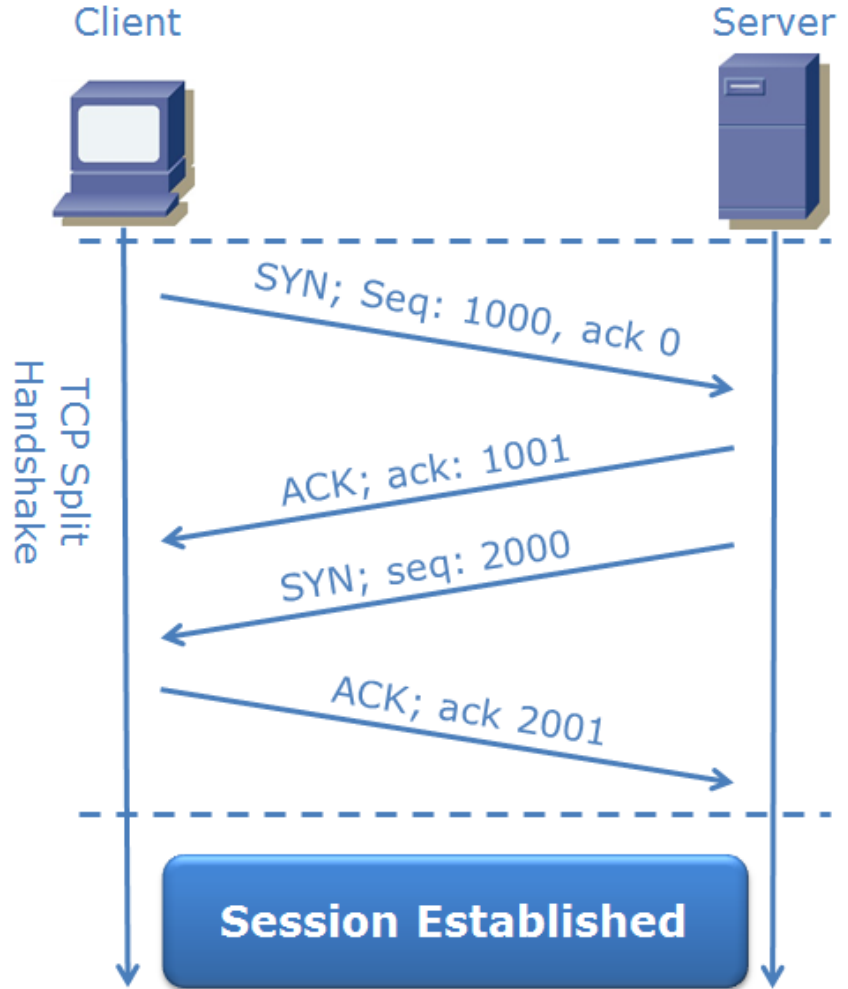 Client
Server
SYN; Seq: 1000, ack 0
TCP Split
Handshake
ACK; ack: 1001
SYN; seq: 2000
ACK; ack 2001
Session Established